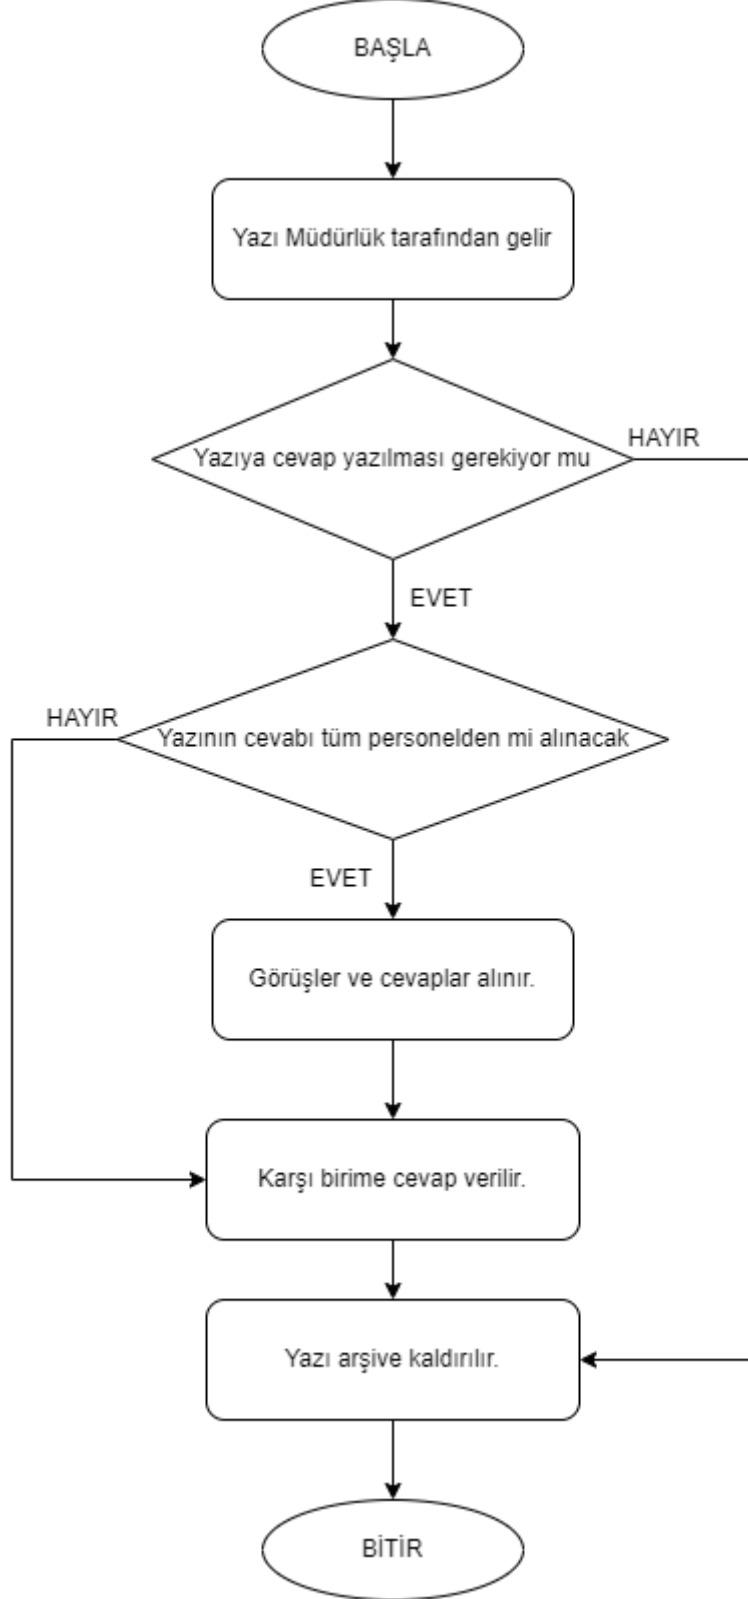 BAŞLA
Yazı Müdürlük tarafından gelir
Yazıya cevap yazılması gerekiyor mu
HAYIR
EVET
HAYIR
Yazının cevabı tüm personelden mi alınacak
EVET
Görüşler ve cevaplar alınır.
Karşı birime cevap verilir.
Yazı arşive kaldırılır.
BİTİR